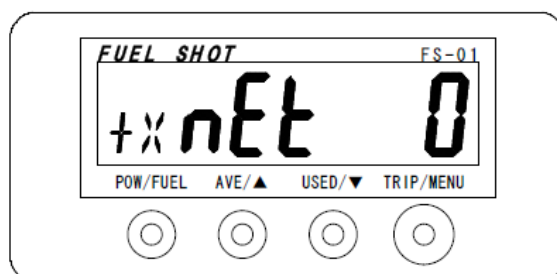 FUEL SHOT FS-01
+x nEt 0
POW/FUEL AVE/▲ USED/▼ TRIP/MENU